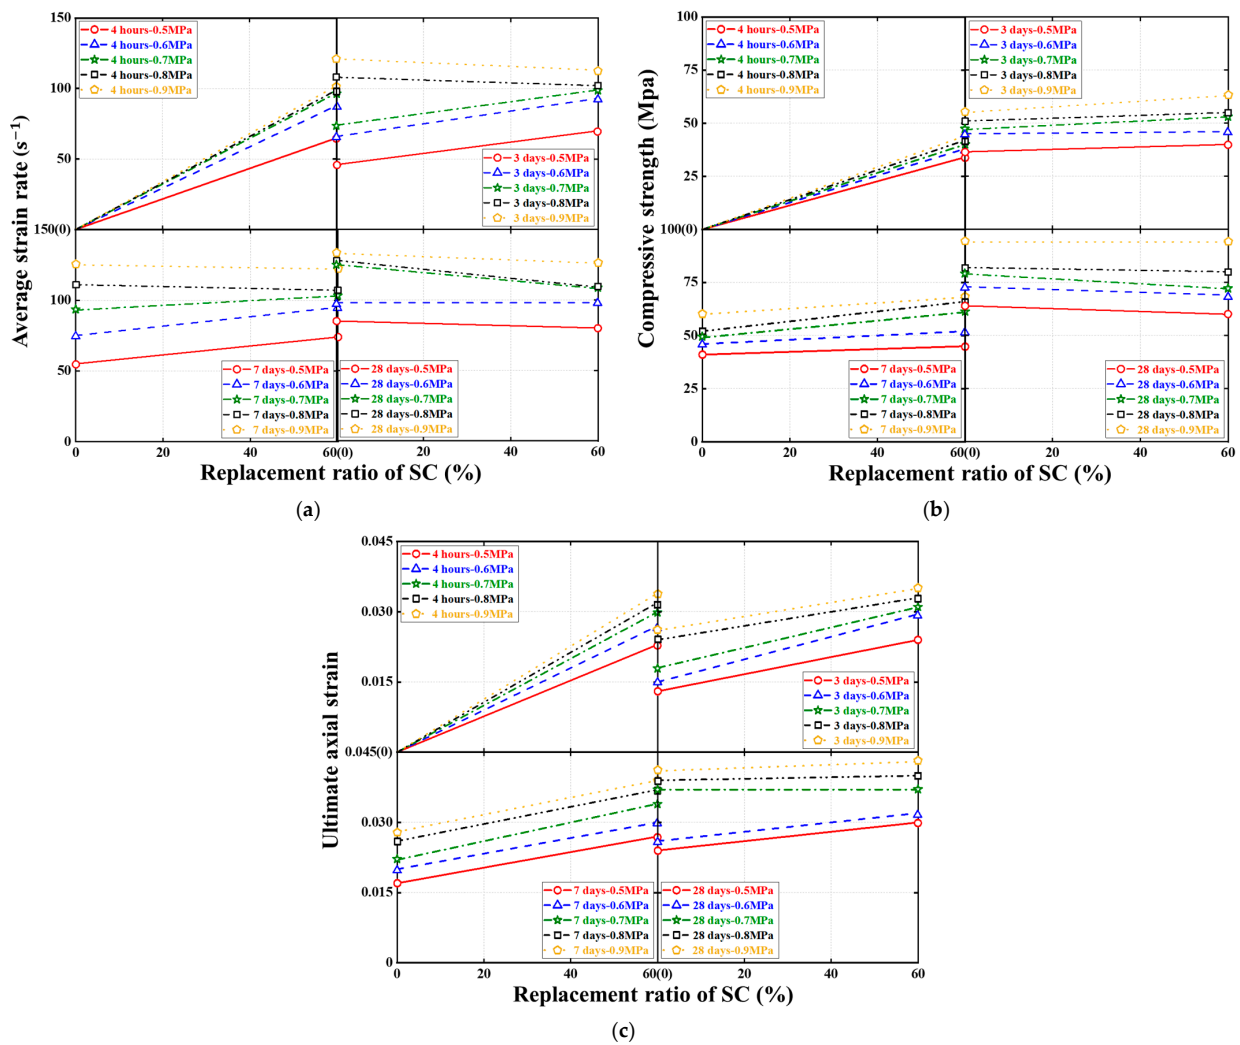 150
100
50
150(0)
100
50
0
Average strain rate (s−1)
4 hours-0.5MPa
4 hours-0.6MPa
4 hours-0.7MPa
4 hours-0.8MPa
4 hours-0.9MPa
3 days-0.5MPa
3 days-0.6MPa
3 days-0.7MPa
3 days-0.8MPa
3 days-0.9MPa
7 days-0.5MPa
7 days-0.6MPa
7 days-0.7MPa
7 days-0.8MPa
7 days-0.9MPa
28 days-0.5MPa
28 days-0.6MPa
28 days-0.7MPa
28 days-0.8MPa
28 days-0.9MPa
0 20 40 60(0) 20 40 60
Replacement ratio of SC (%)
(a)
100
75
50
25
100(0)
75
50
25
0
Compressive strength (Mpa)
4 hours-0.5MPa
4 hours-0.6MPa
4 hours-0.7MPa
4 hours-0.8MPa
4 hours-0.9MPa
3 days-0.5MPa
3 days-0.6MPa
3 days-0.7MPa
3 days-0.8MPa
3 days-0.9MPa
7 days-0.5MPa
7 days-0.6MPa
7 days-0.7MPa
7 days-0.8MPa
7 days-0.9MPa
28 days-0.5MPa
28 days-0.6MPa
28 days-0.7MPa
28 days-0.8MPa
28 days-0.9MPa
0 20 40 60(0) 20 40 60
Replacement ratio of SC (%)
(b)
0.045
0.030
0.015
0.045(0)
0.030
0.015
0
Ultimate axial strain
4 hours-0.5MPa
4 hours-0.6MPa
4 hours-0.7MPa
4 hours-0.8MPa
4 hours-0.9MPa
3 days-0.5MPa
3 days-0.6MPa
3 days-0.7MPa
3 days-0.8MPa
3 days-0.9MPa
7 days-0.5MPa
7 days-0.6MPa
7 days-0.7MPa
7 days-0.8MPa
7 days-0.9MPa
28 days-0.5MPa
28 days-0.6MPa
28 days-0.7MPa
28 days-0.8MPa
28 days-0.9MPa
0 20 40 60(0) 20 40 60
Replacement ratio of SC (%)
(c)